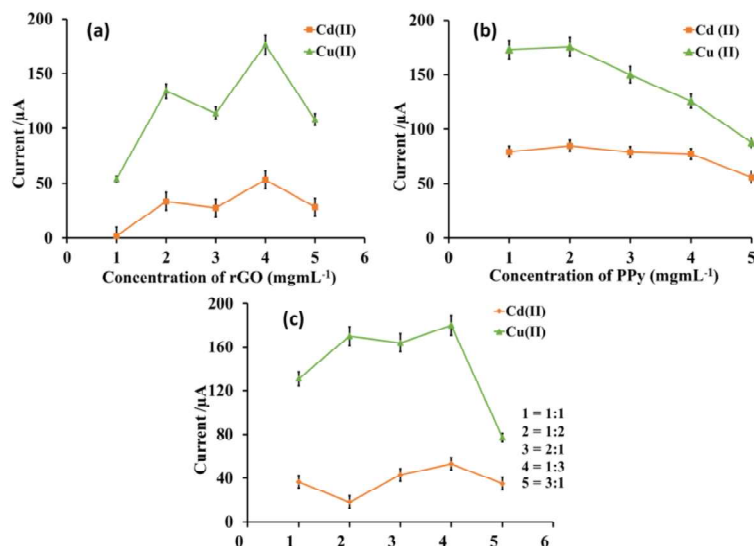 (a)
Cd(II)
Cu(II)
200
150
100
50
0
Current /µA
0 1 2 3 4 5 6
Concentration of rGO (mgmL-1)
(b)
Cd (II)
Cu (II)
200
150
100
50
0
Current /µA
0 1 2 3 4 5
Concentration of PPy (mgmL-1)
(c)
Cd(II)
Cu(II)
200
160
120
80
40
0
Current /µA
0 1 2 3 4 5 6
1 = 1:1
2 = 1:2
3 = 2:1
4 = 1:3
5 = 3:1